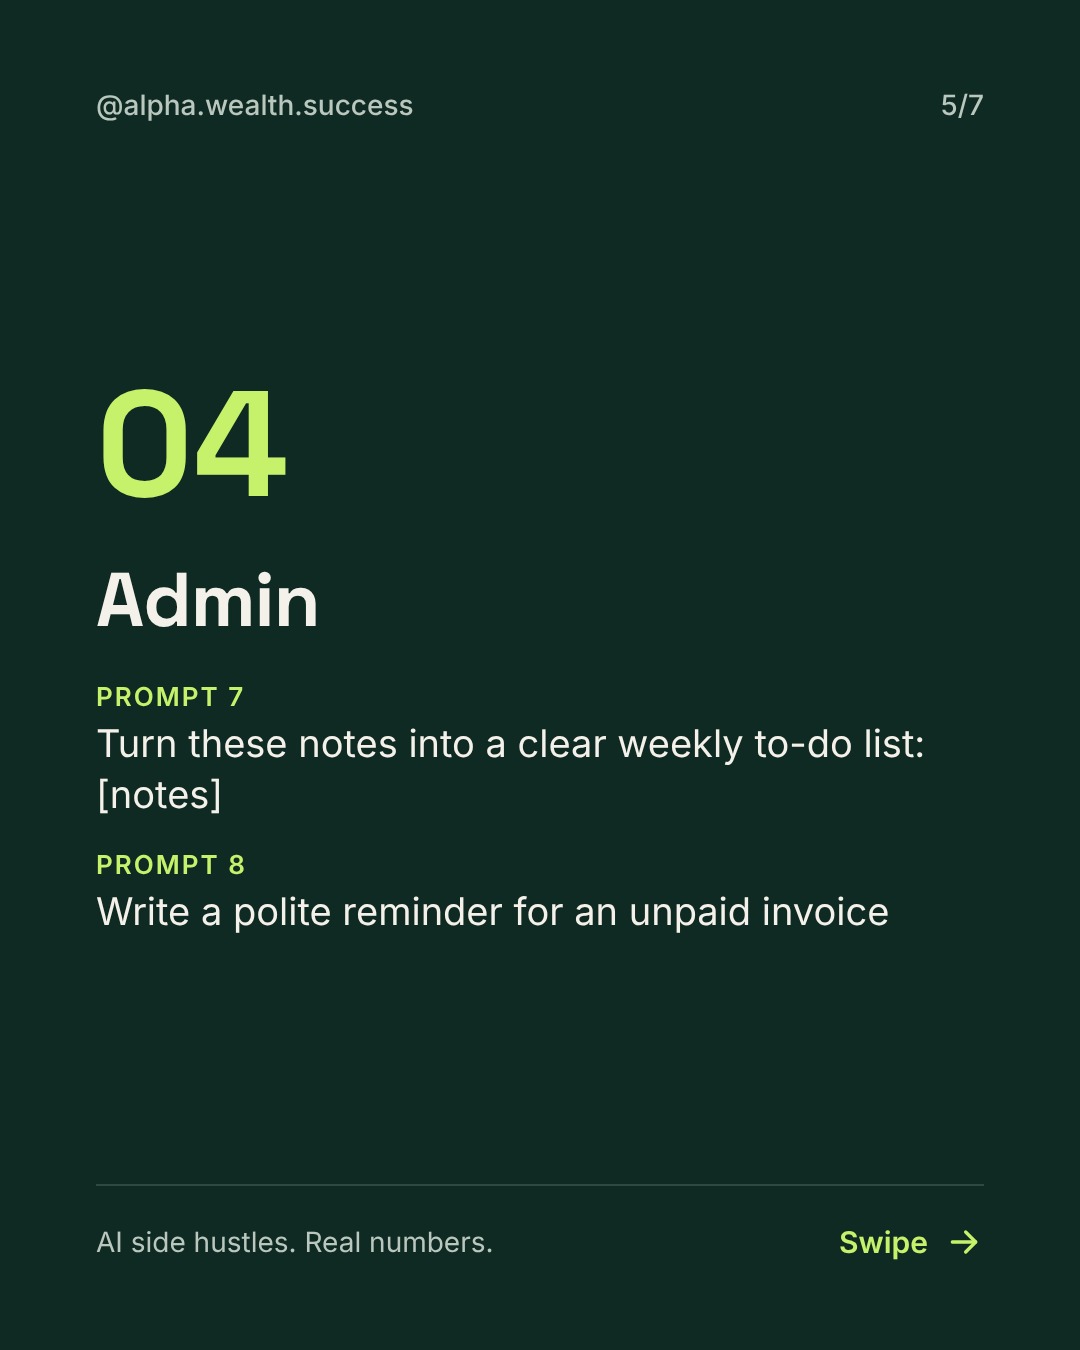 @alpha.wealth.success
5/7
04
Admin
PROMPT 7
Turn these notes into a clear weekly to-do list:
[notes]
PROMPT 8
Write a polite reminder for an unpaid invoice
AI side hustles. Real numbers.
Swipe →